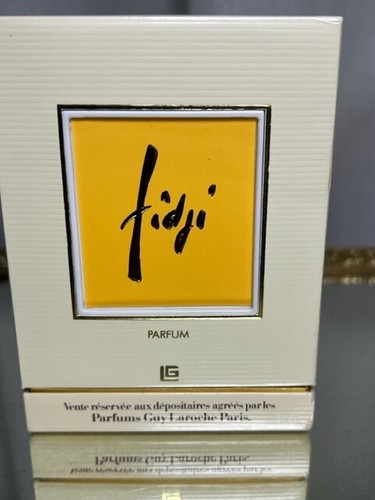 fidji
PARFUM
LG
Vente réservée aux dépositaires agréés par les
Parfums Guy Laroche Paris.